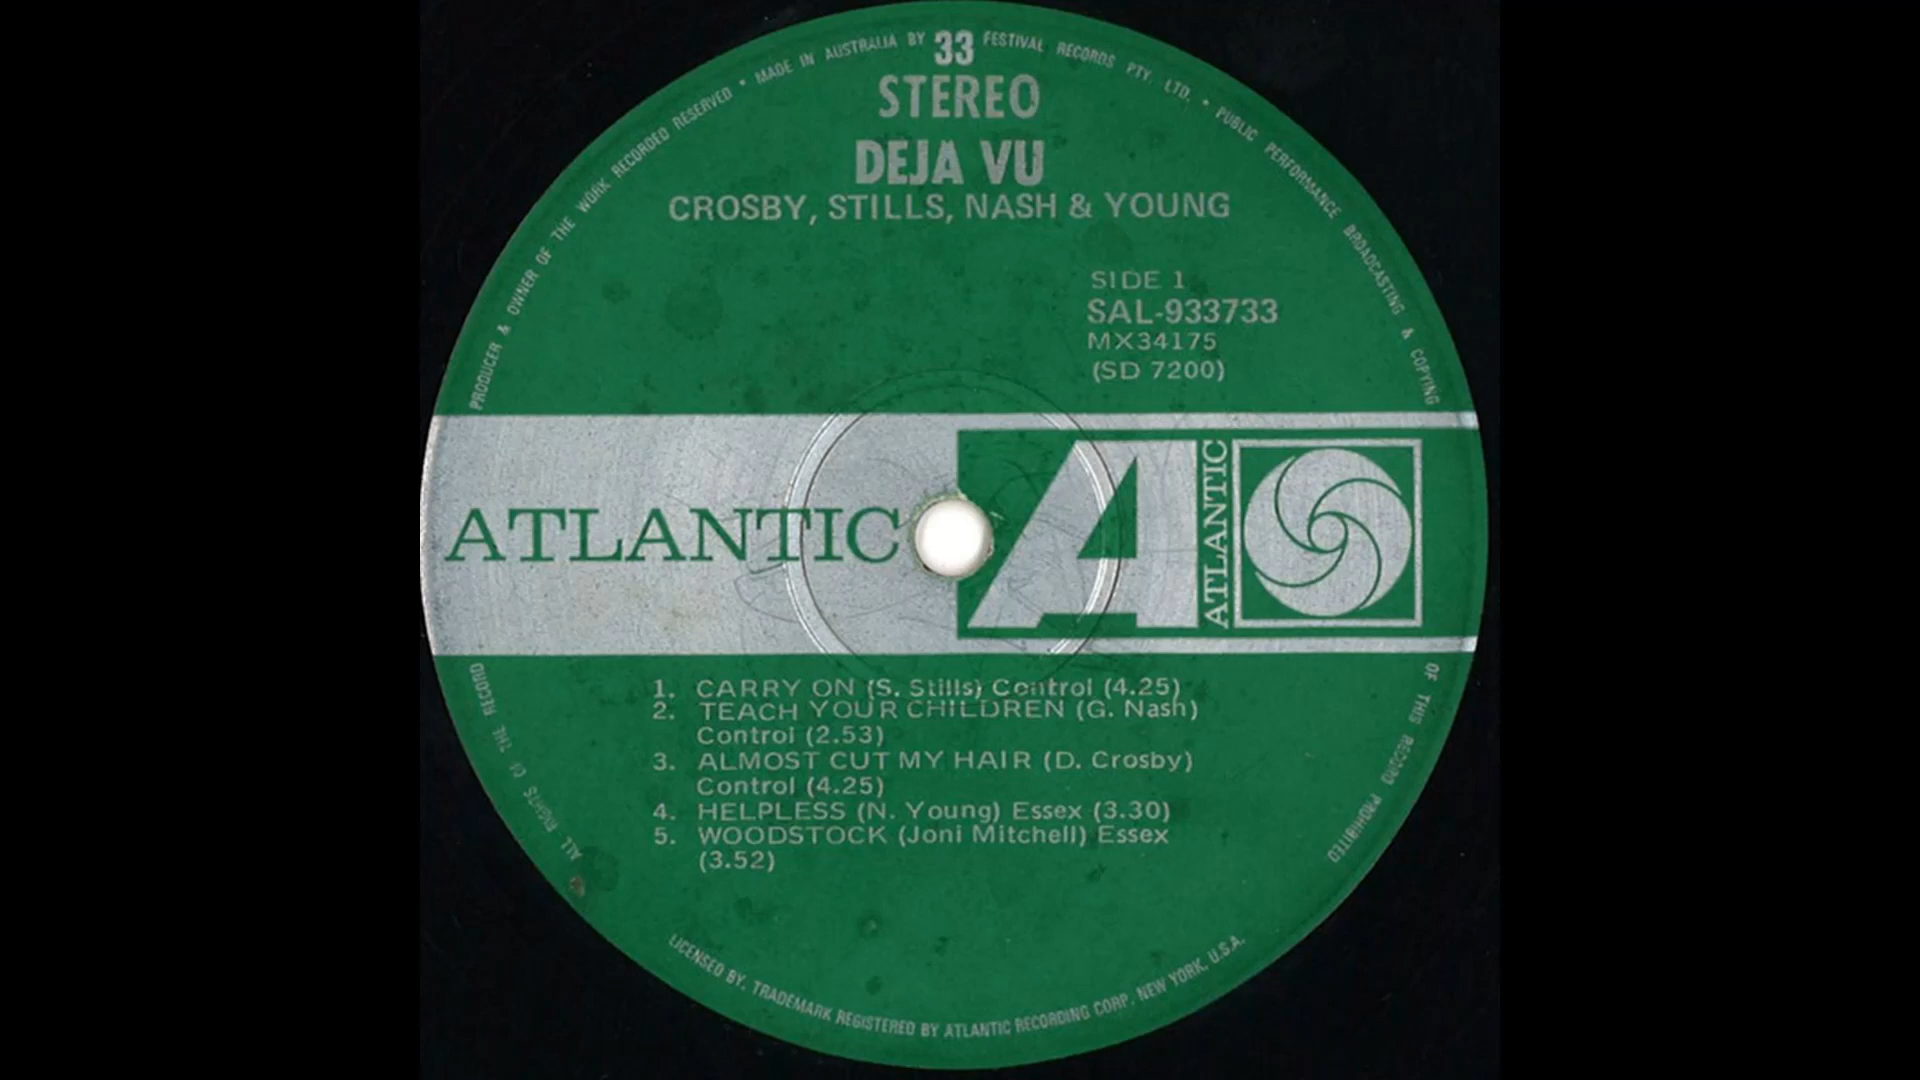 PRODUCER & OWNER OF THE WORK RECORDED RESERVED • MADE IN AUSTRALIA BY FESTIVAL RECORDS PTY. LTD. • PUBLIC PERFORMANCE BROADCASTING & COPYING
33
STEREO
DEJA VU
CROSBY, STILLS, NASH & YOUNG
SIDE 1
SAL-933733
MX34175
(SD 7200)
ATLANTIC
A
ATLANTIC
1. CARRY ON (S. Stills) Control (4.25)
2. TEACH YOUR CHILDREN (G. Nash)
Control (2.53)
3. ALMOST CUT MY HAIR (D. Crosby)
Control (4.25)
4. HELPLESS (N. Young) Essex (3.30)
5. WOODSTOCK (Joni Mitchell) Essex
(3.52)
ALL RIGHTS OF THE RECORD
OF THIS RECORD PROHIBITED
LICENSED BY, TRADEMARK REGISTERED BY ATLANTIC RECORDING CORP. NEW YORK, U.S.A.